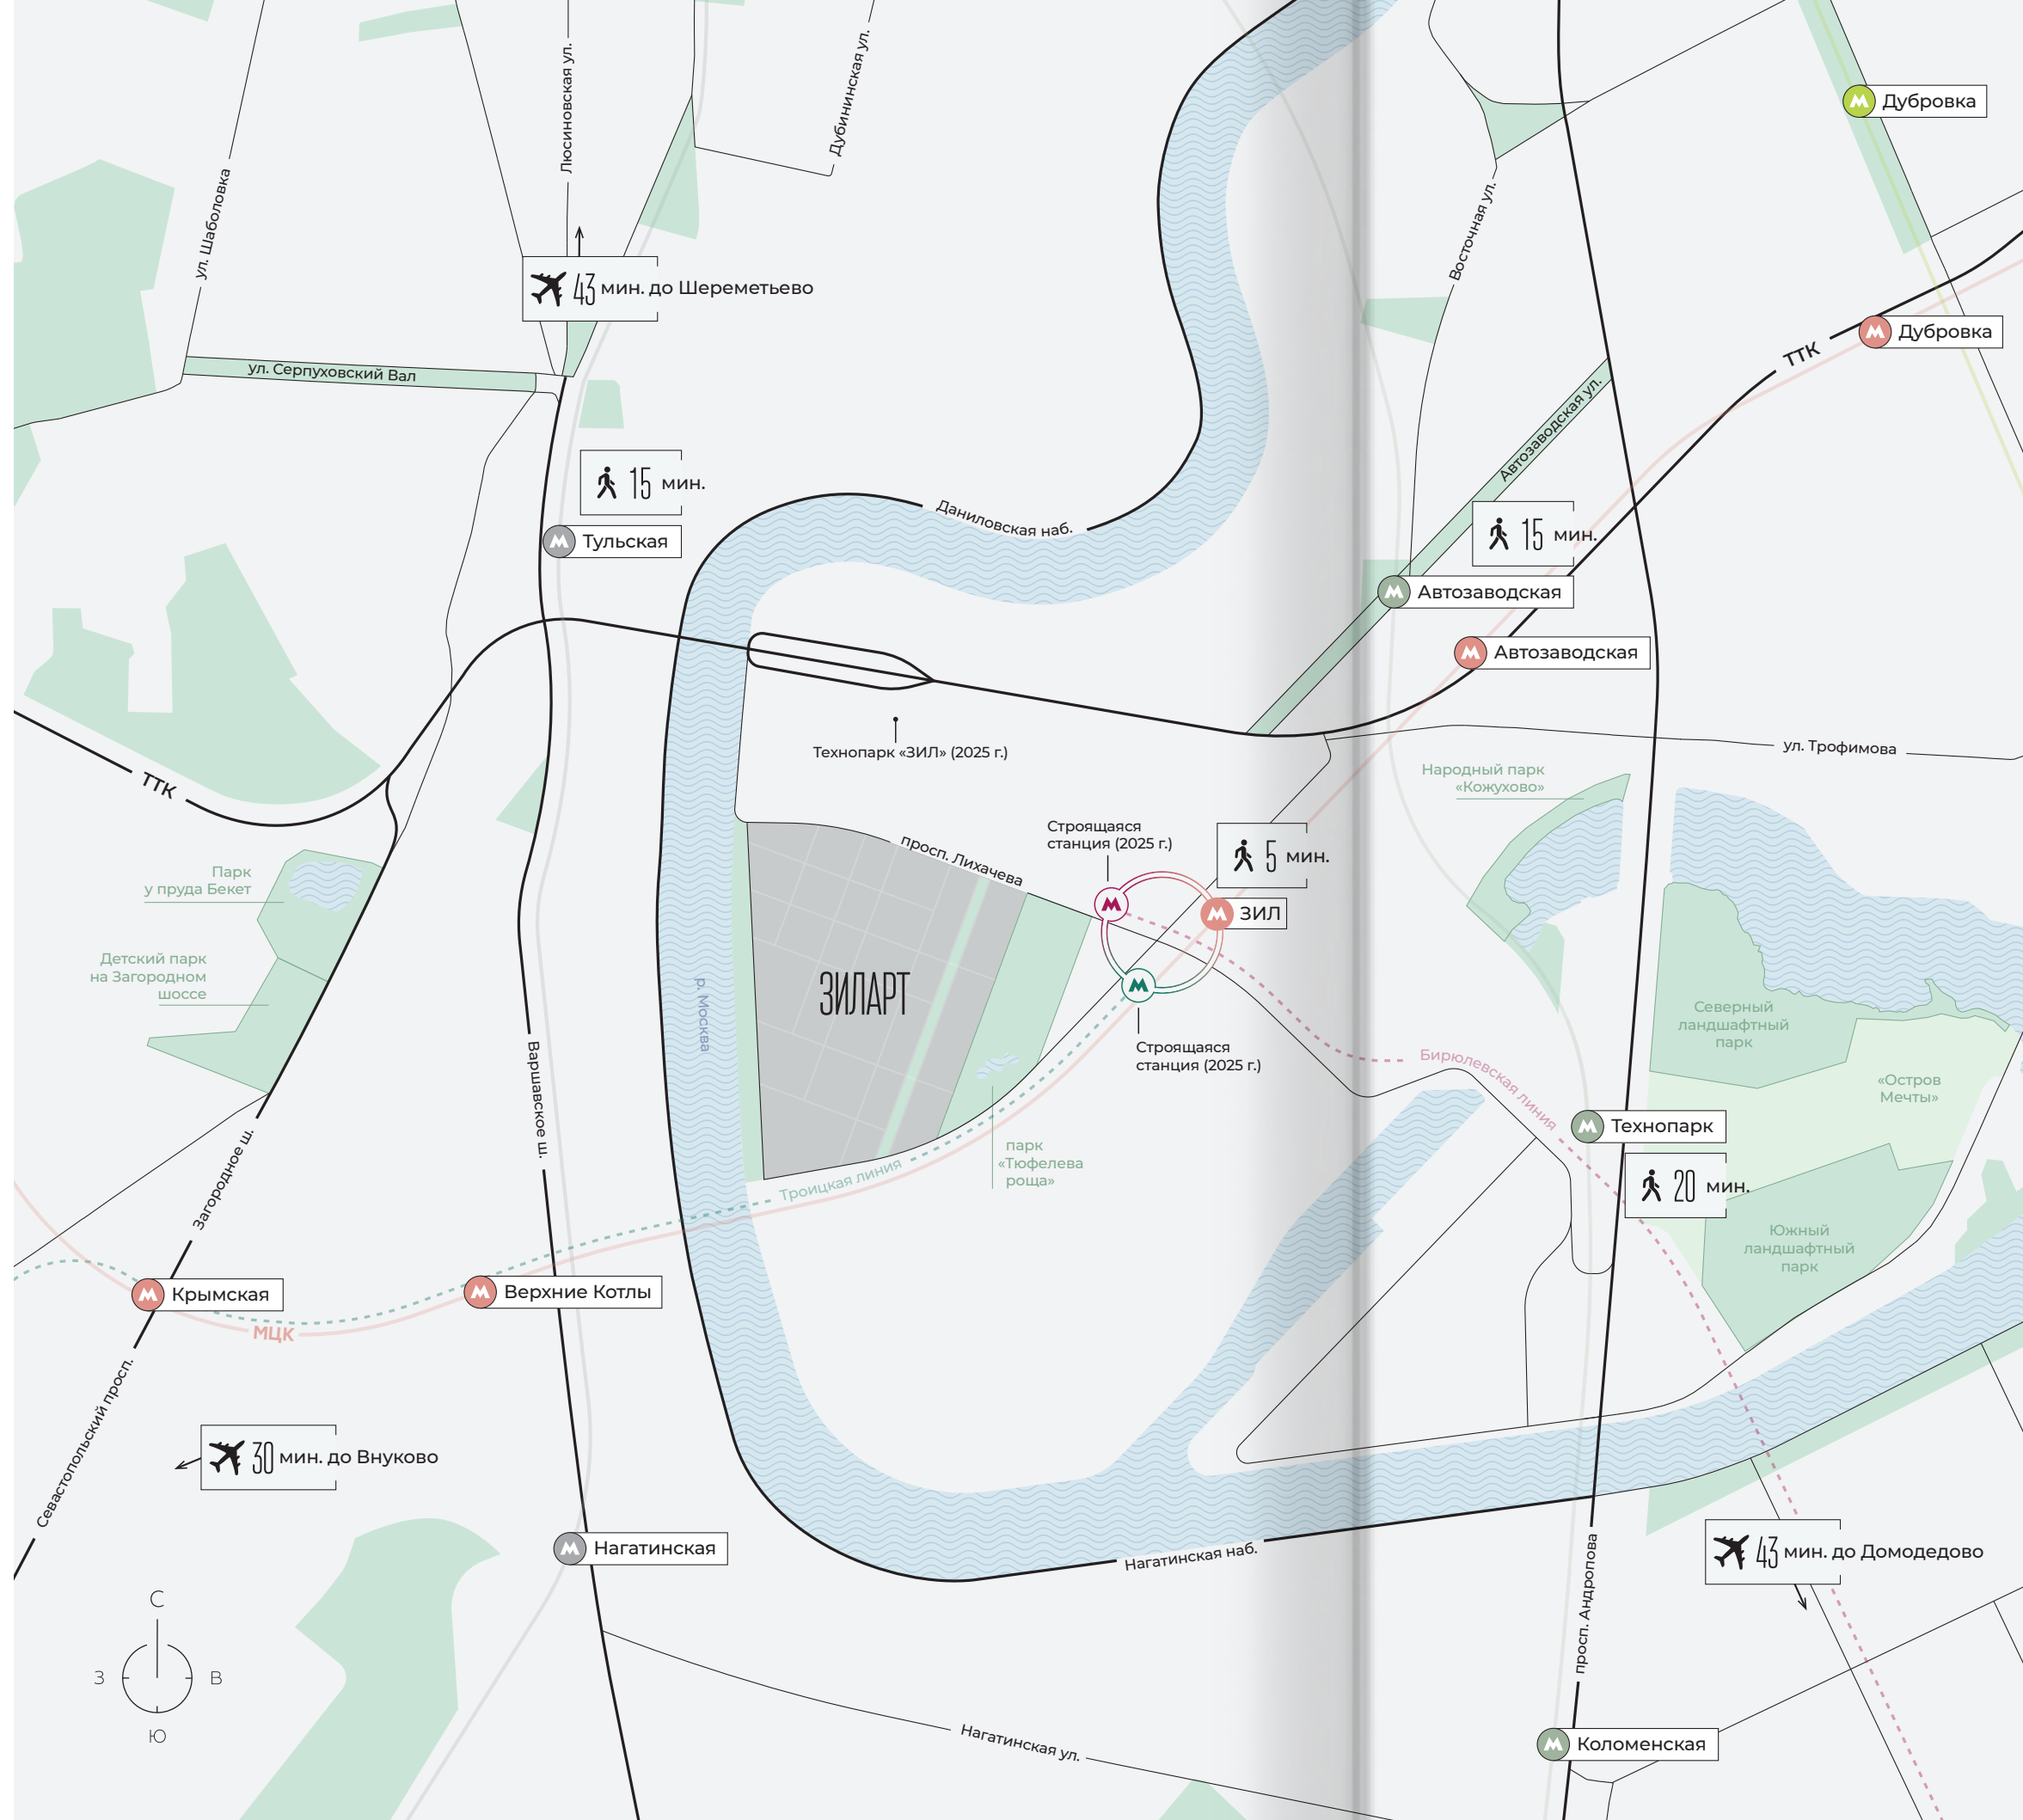 Люсиновская ул.
Дубининская ул.
Дубровка
ул. Шаболовка
Восточная ул.
43 мин. до Шереметьево
Дубровка
ТТК
ул. Серпуховский Вал
Автозаводская ул.
15 мин.
Даниловская наб.
15 мин.
Тульская
Автозаводская
Автозаводская
Технопарк «ЗИЛ» (2025 г.)
ул. Трофимова
Народный парк
«Кожухово»
ТТК
Строящаяся
станция (2025 г.)
просп. Лихачева
5 мин.
Парк
у пруда Бекет
ЗИЛ
Детский парк
на Загородном
шоссе
ЗИЛАРТ
р. Москва
Северный
ландшафтный
парк
Строящаяся
станция (2025 г.)
Бирюлевская линия
«Остров
Мечты»
Варшавское ш.
Технопарк
парк
«Тюфелева
роща»
Троицкая линия
Загородное ш.
20 мин.
Южный
ландшафтный
парк
Крымская
Верхние Котлы
МЦК
Севастопольский просп.
30 мин. до Внуково
Нагатинская
Нагатинская наб.
43 мин. до Домодедово
просп. Андропова
С
З
В
Ю
Нагатинская ул.
Коломенская